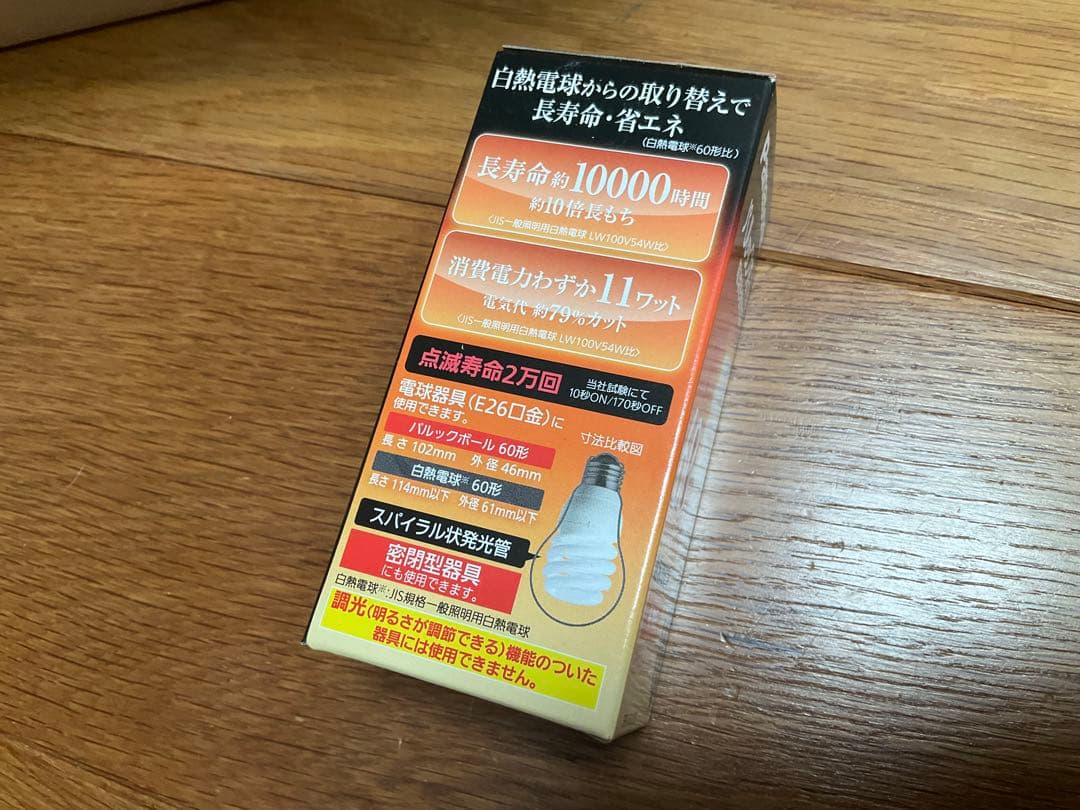 白熱電球からの取り替えで
長寿命・省エネ
(白熱電球※60形比)
長寿命約10000時間
約10倍長もち
〈JIS一般照明用白熱電球 LW100V54W比〉
消費電力わずか11ワット
電気代 約79%カット
〈JIS一般照明用白熱電球 LW100V54W比〉
点滅寿命2万回
当社試験にて
10秒ON/170秒OFF
電球器具(E26口金)に
使用できます。
パルックボール 60形
長さ102mm 外径46mm
白熱電球※ 60形
長さ114mm以下 外径61mm以下
寸法比較図
スパイラル状発光管
密閉型器具
にも使用できます。
白熱電球※:JIS規格一般照明用白熱電球
調光(明るさが調節できる)機能のついた
器具には使用できません。